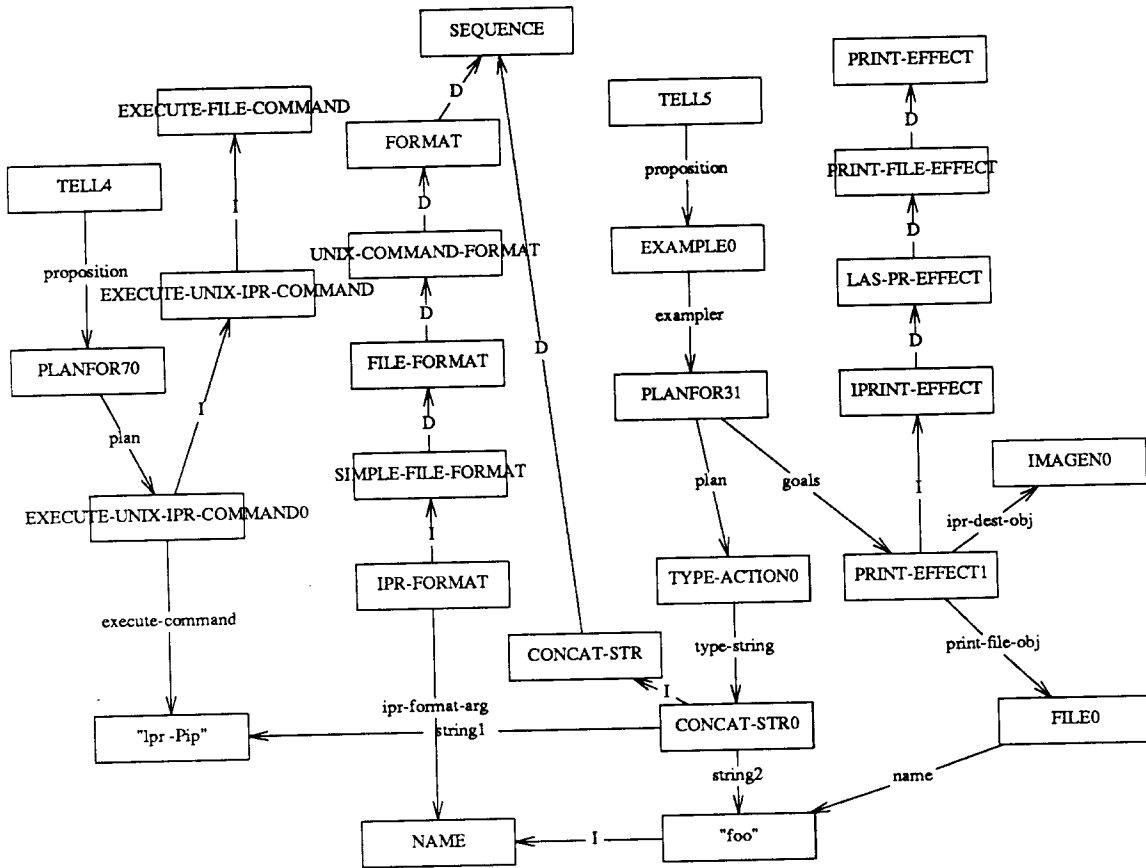 SEQUENCE
PRINT-EFFECT
EXECUTE-FILE-COMMAND
TELL5
D
D
FORMAT
TELL4
proposition
PRINT-FILE-EFFECT
I
D
D
UNIX-COMMAND-FORMAT
EXAMPLE0
proposition
EXECUTE-UNIX-IPR-COMMAND
LAS-PR-EFFECT
D
exampler
D
D
PLANFOR70
FILE-FORMAT
PLANFOR31
IPRINT-EFFECT
I
D
plan
SIMPLE-FILE-FORMAT
plan
goals
I
IMAGEN0
EXECUTE-UNIX-IPR-COMMAND0
ipr-dest-obj
I
IPR-FORMAT
TYPE-ACTION0
PRINT-EFFECT1
execute-command
type-string
print-file-obj
CONCAT-STR
I
ipr-format-arg
string1
"lpr -Pip"
CONCAT-STR0
FILE0
string2
name
NAME
I
"foo"